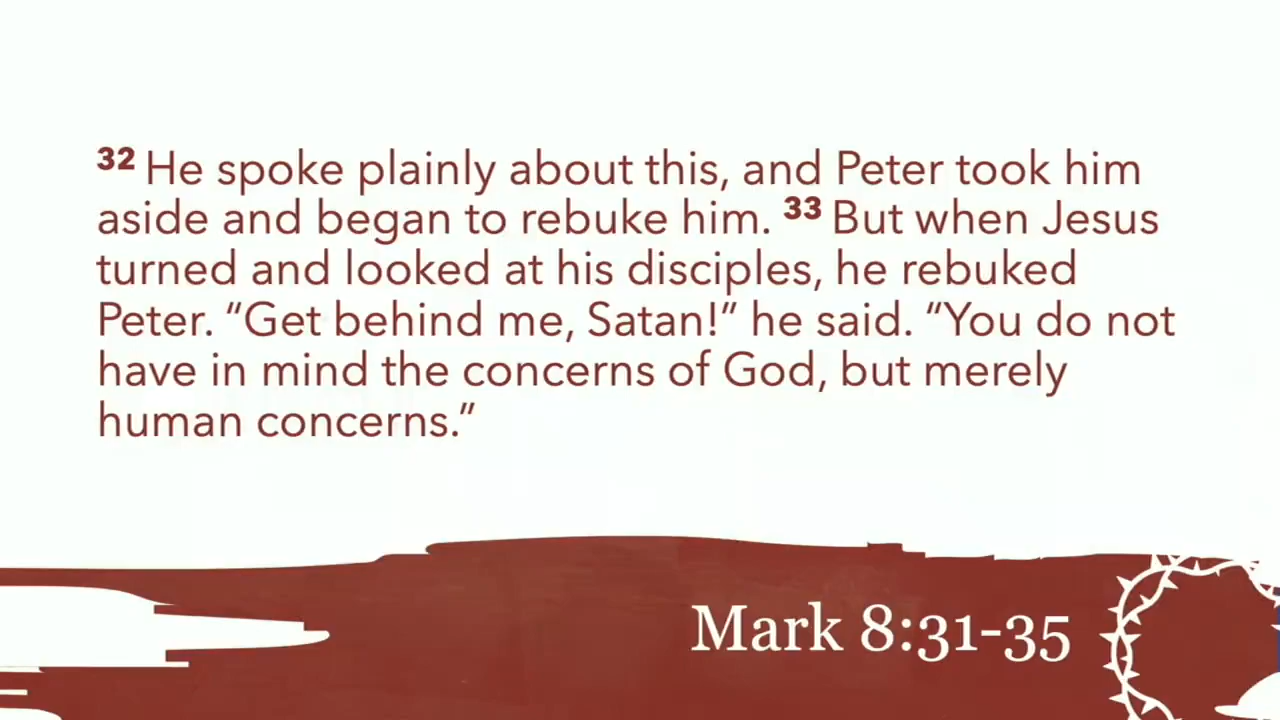 32 He spoke plainly about this, and Peter took him
aside and began to rebuke him. 33 But when Jesus
turned and looked at his disciples, he rebuked
Peter. “Get behind me, Satan!” he said. “You do not
have in mind the concerns of God, but merely
human concerns.”
Mark 8:31-35